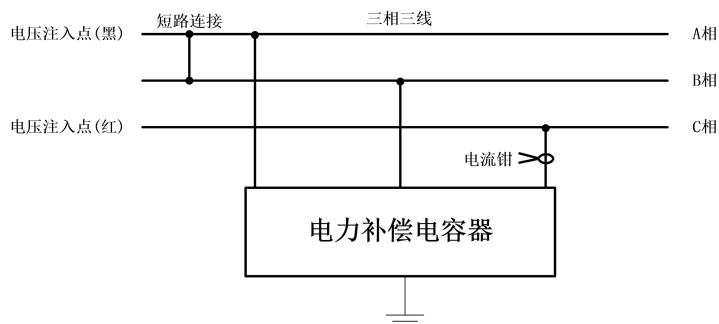 电压注入点(黑)
短路连接
三相三线
A相
B相
电压注入点(红)
C相
电流钳
电力补偿电容器